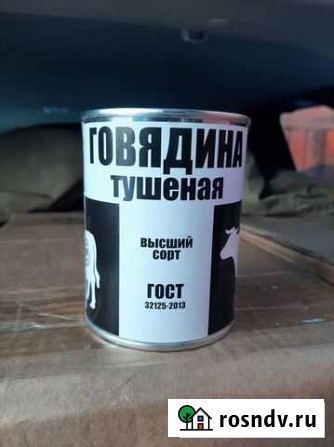 ГОВЯДИНА
тушеная
ВЫСШИЙ
СОРТ
ГОСТ
32125-2013
rosndv.ru